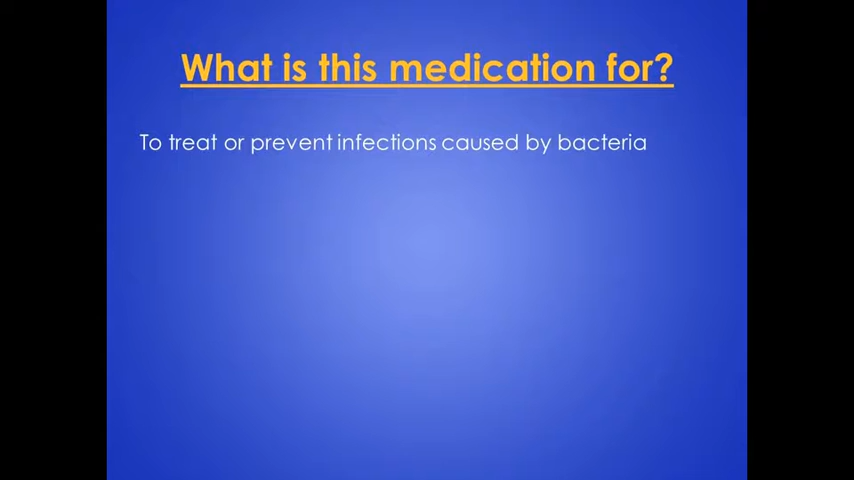 What is this medication for?
To treat or prevent infections caused by bacteria